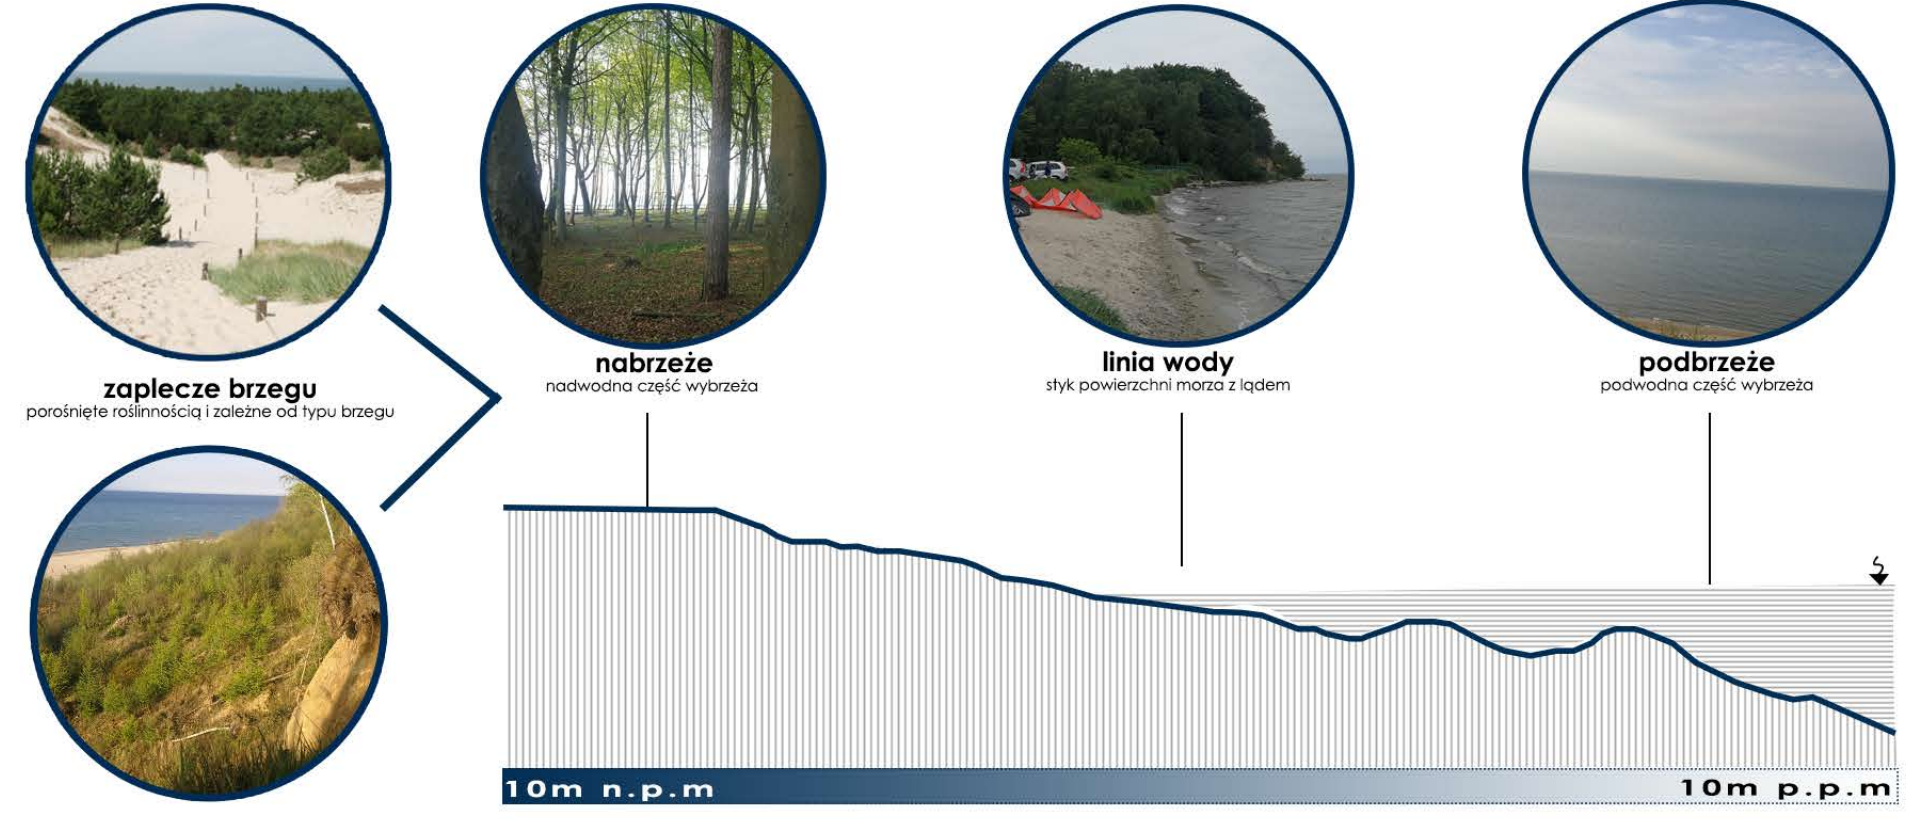 zaplecze brzegu
porośnięte roślinnością i zależne od typu brzegu
nabrzeże
nadwodna część wybrzeża
linia wody
styk powierzchni morza z lądem
podbrzeże
podwodna część wybrzeża
10m n.p.m
10m p.p.m